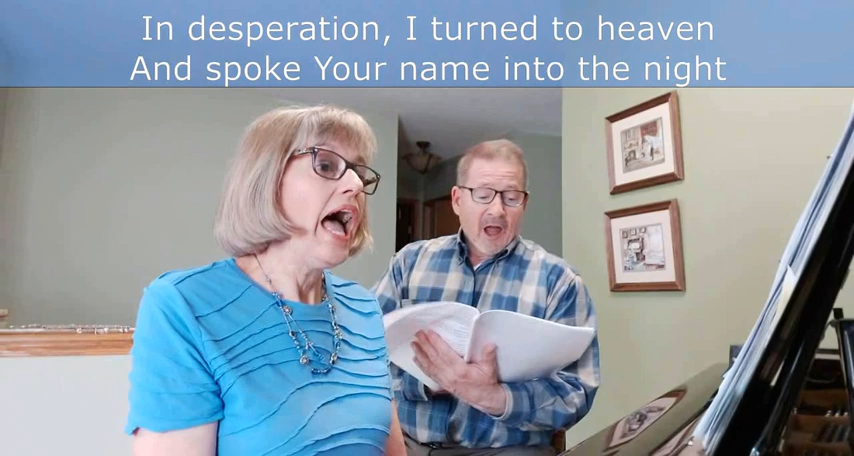 In desperation, I turned to heaven
And spoke Your name into the night